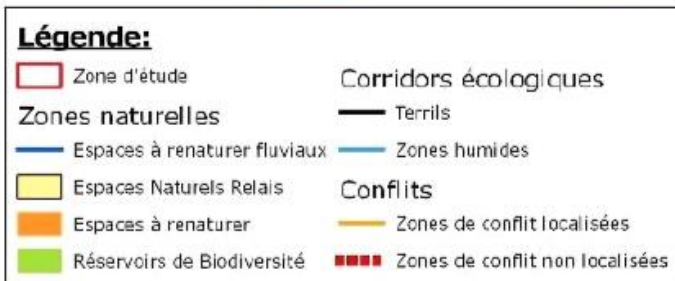 Légende:
Zone d'étude
Zones naturelles
Espaces à renaturer fluviaux
Espaces Naturels Relais
Espaces à renaturer
Réservoirs de Biodiversité
Corridors écologiques
Terrils
Zones humides
Conflits
Zones de conflit localisées
Zones de conflit non localisées